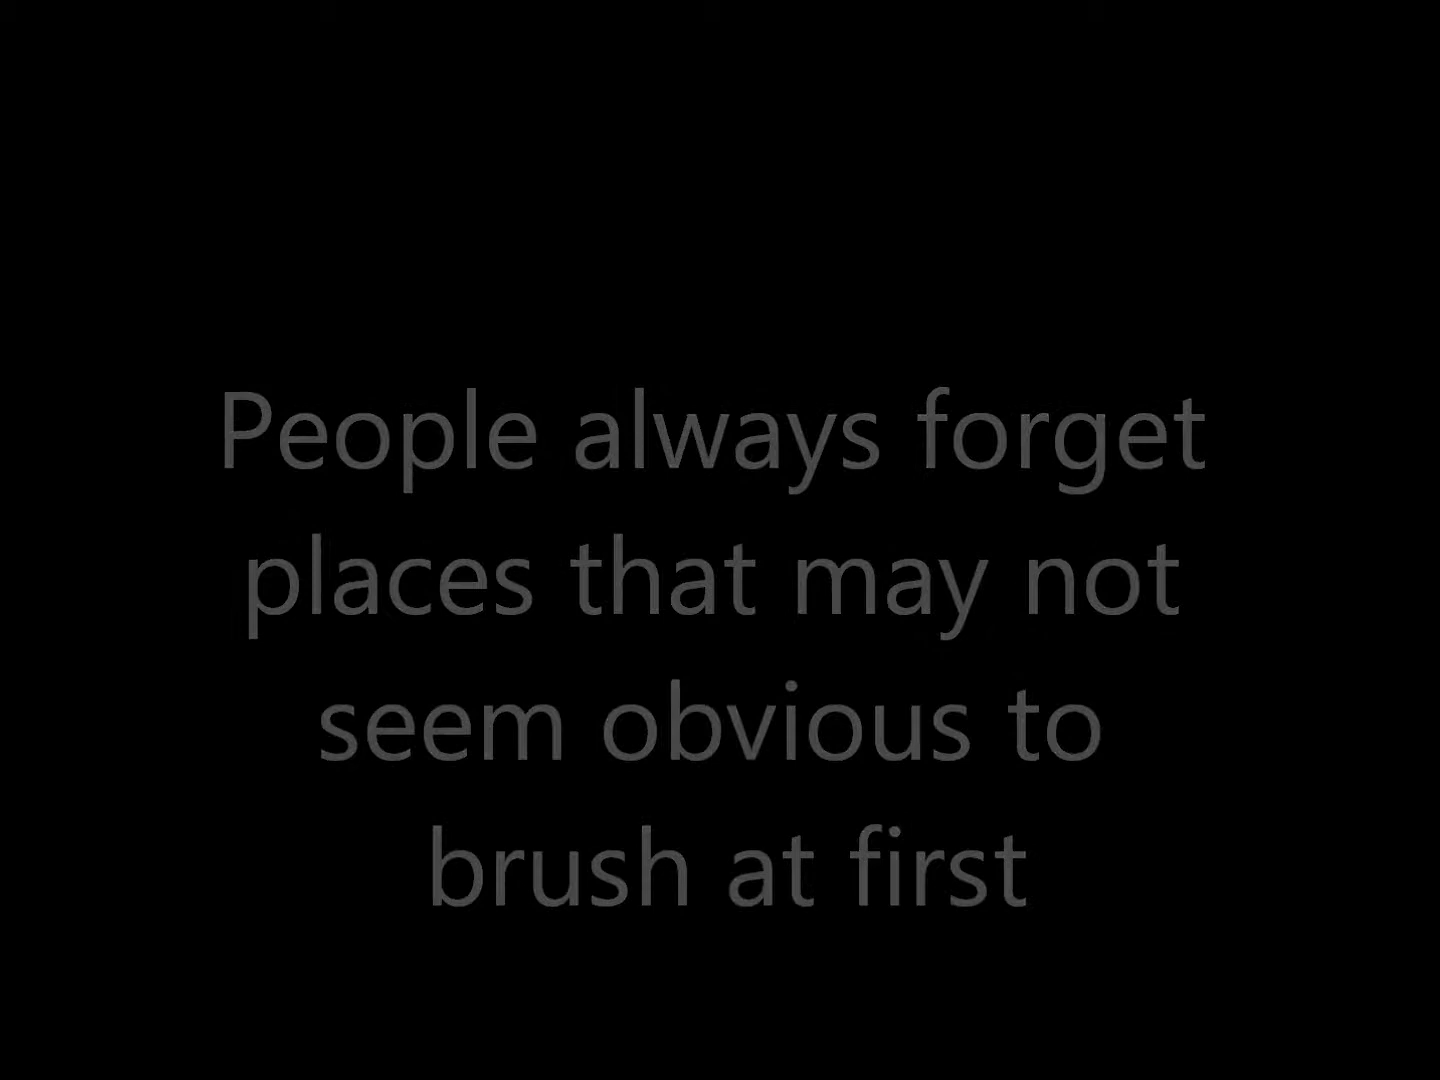 People always forget
places that may not
seem obvious to
brush at first